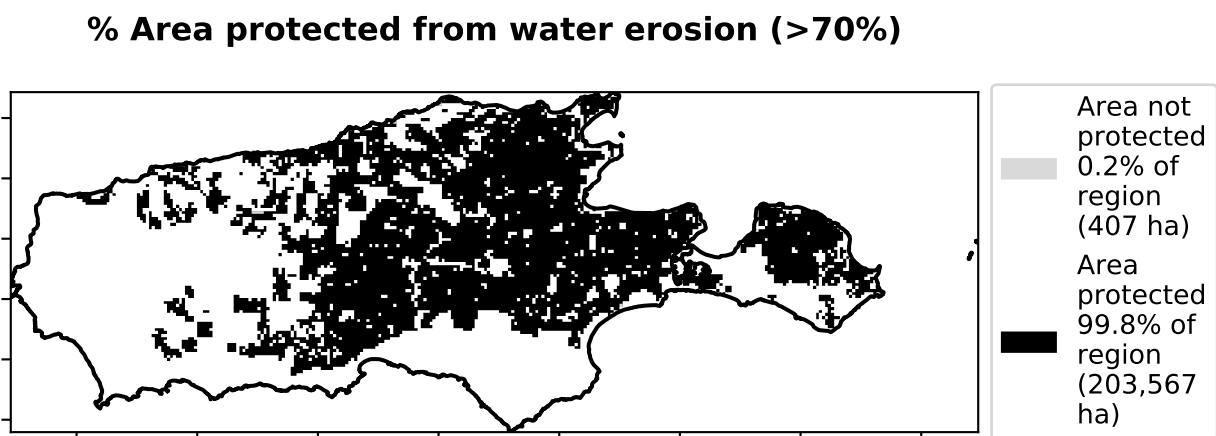 % Area protected from water erosion (>70%)
Area not
protected
0.2% of
region
(407 ha)
Area
protected
99.8% of
region
(203,567
ha)